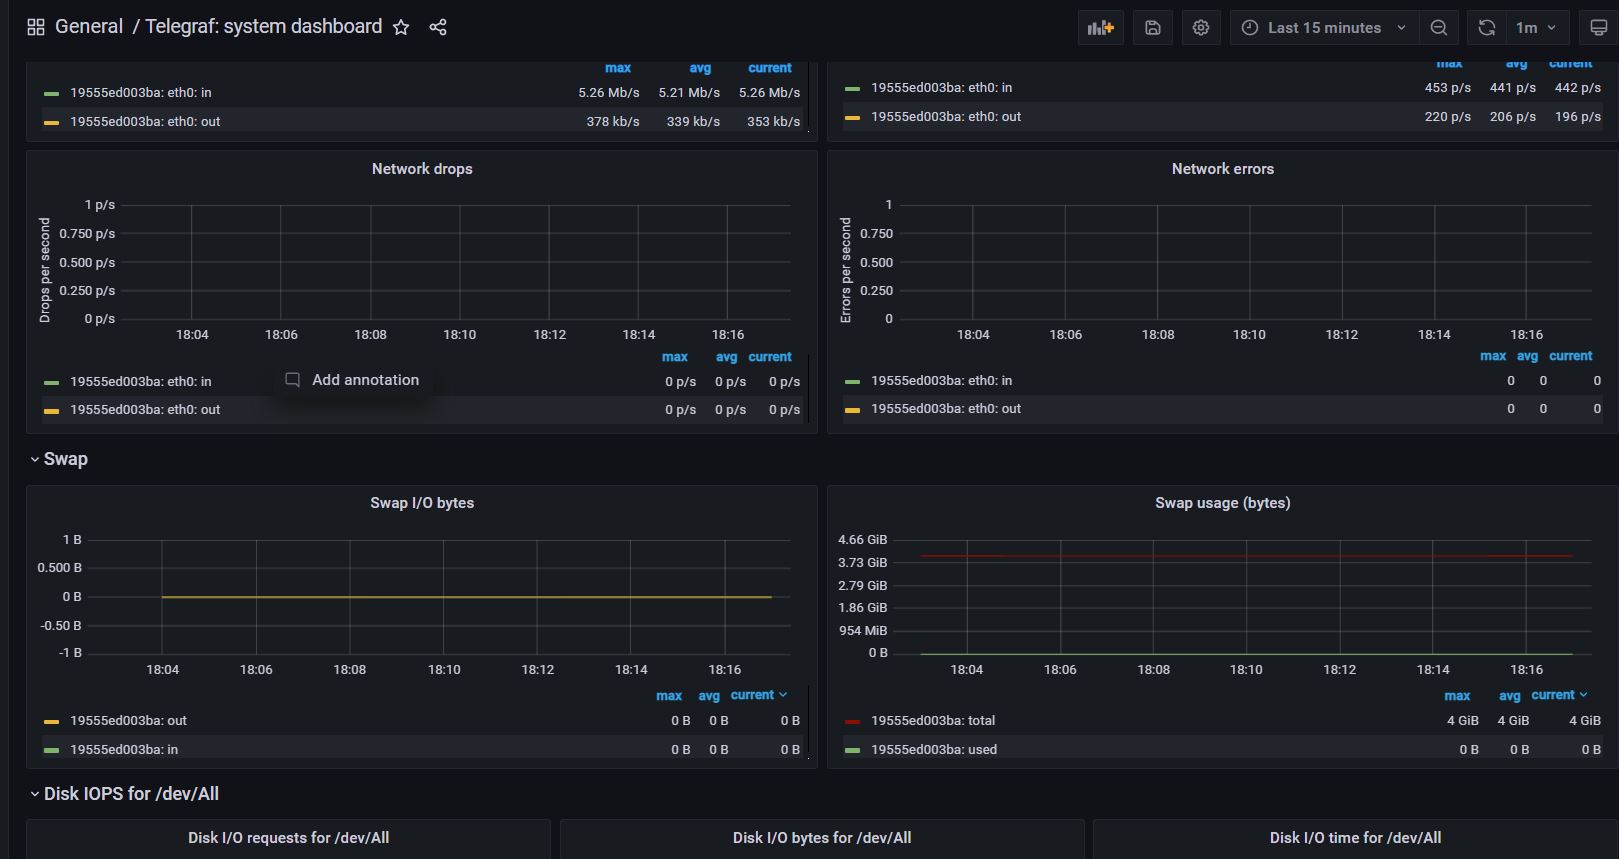 General / Telegraf: system dashboard
Last 15 minutes
1m
max avg current
19555ed003ba: eth0: in 5.26 Mb/s 5.21 Mb/s 5.26 Mb/s
19555ed003ba: eth0: out 378 kb/s 339 kb/s 353 kb/s
max avg current
19555ed003ba: eth0: in 453 p/s 441 p/s 442 p/s
19555ed003ba: eth0: out 220 p/s 206 p/s 196 p/s
Network drops
Drops per second
1 p/s
0.750 p/s
0.500 p/s
0.250 p/s
0 p/s
18:04 18:06 18:08 18:10 18:12 18:14 18:16
max avg current
19555ed003ba: eth0: in 0 p/s 0 p/s 0 p/s
Add annotation
19555ed003ba: eth0: out 0 p/s 0 p/s 0 p/s
Network errors
Errors per second
1
0.750
0.500
0.250
0
18:04 18:06 18:08 18:10 18:12 18:14 18:16
max avg current
19555ed003ba: eth0: in 0 0 0
19555ed003ba: eth0: out 0 0 0
Swap
Swap I/O bytes
1 B
0.500 B
0 B
-0.50 B
-1 B
18:04 18:06 18:08 18:10 18:12 18:14 18:16
max avg current
19555ed003ba: out 0 B 0 B 0 B
19555ed003ba: in 0 B 0 B 0 B
Swap usage (bytes)
4.66 GiB
3.73 GiB
2.79 GiB
1.86 GiB
954 MiB
0 B
18:04 18:06 18:08 18:10 18:12 18:14 18:16
max avg current
19555ed003ba: total 4 GiB 4 GiB 4 GiB
19555ed003ba: used 0 B 0 B 0 B
Disk IOPS for /dev/All
Disk I/O requests for /dev/All
Disk I/O bytes for /dev/All
Disk I/O time for /dev/All